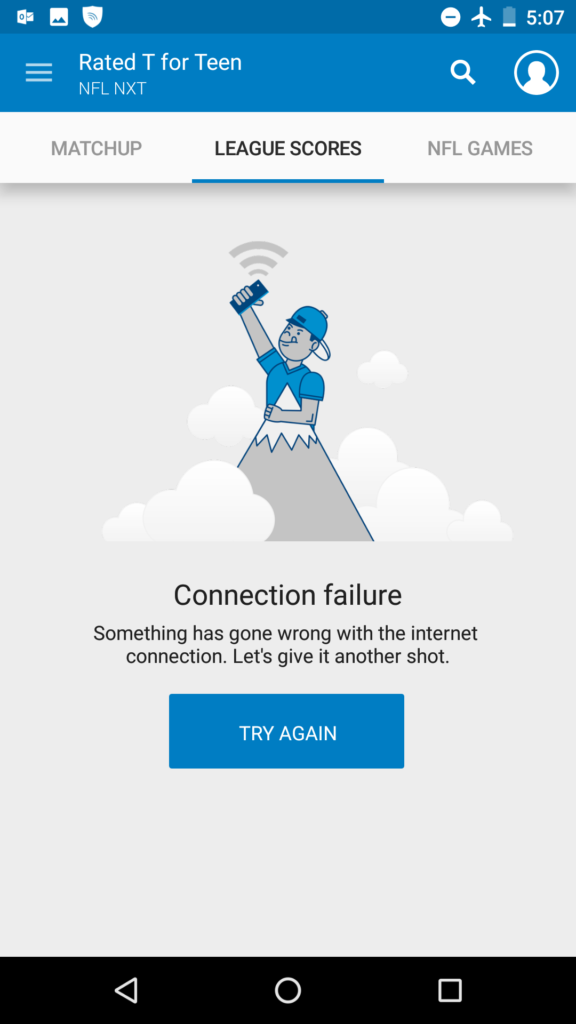 5:07
Rated T for Teen
NFL NXT
MATCHUP LEAGUE SCORES NFL GAMES
Connection failure
Something has gone wrong with the internet
connection. Let's give it another shot.
TRY AGAIN